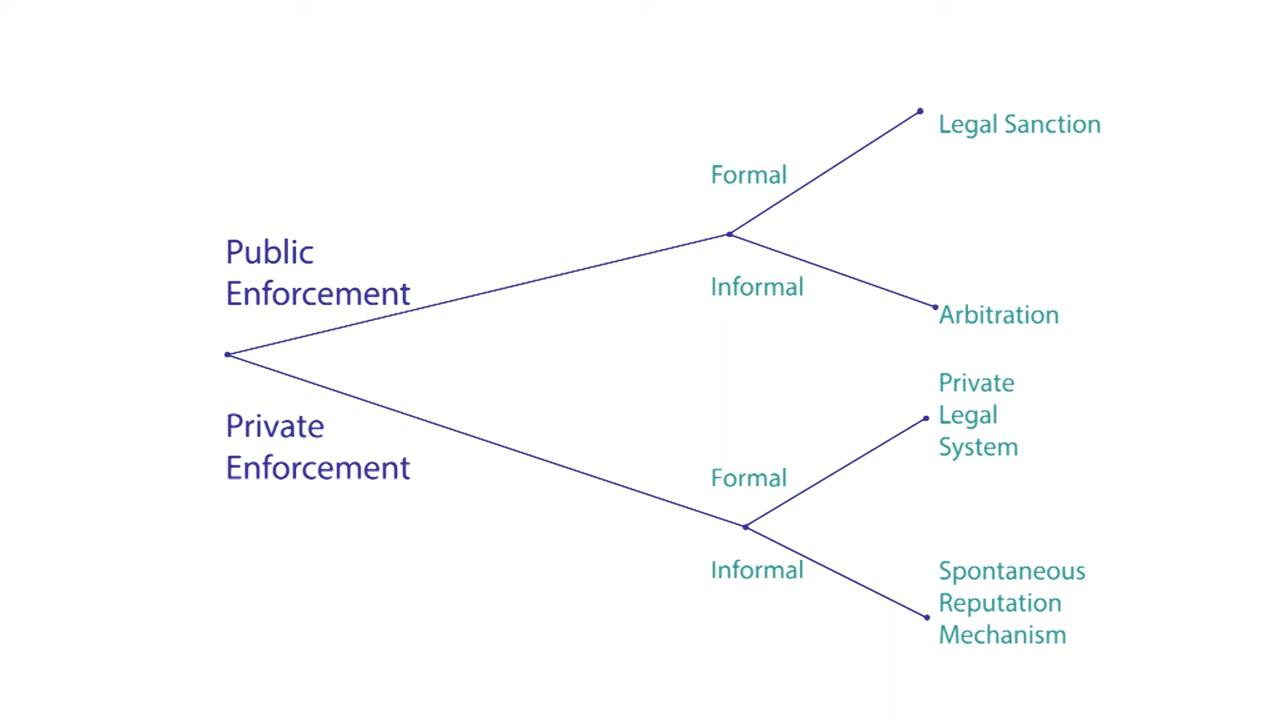 Legal Sanction
Formal
Public
Enforcement
Informal
Arbitration
Private
Legal
System
Private
Enforcement
Formal
Informal
Spontaneous
Reputation
Mechanism